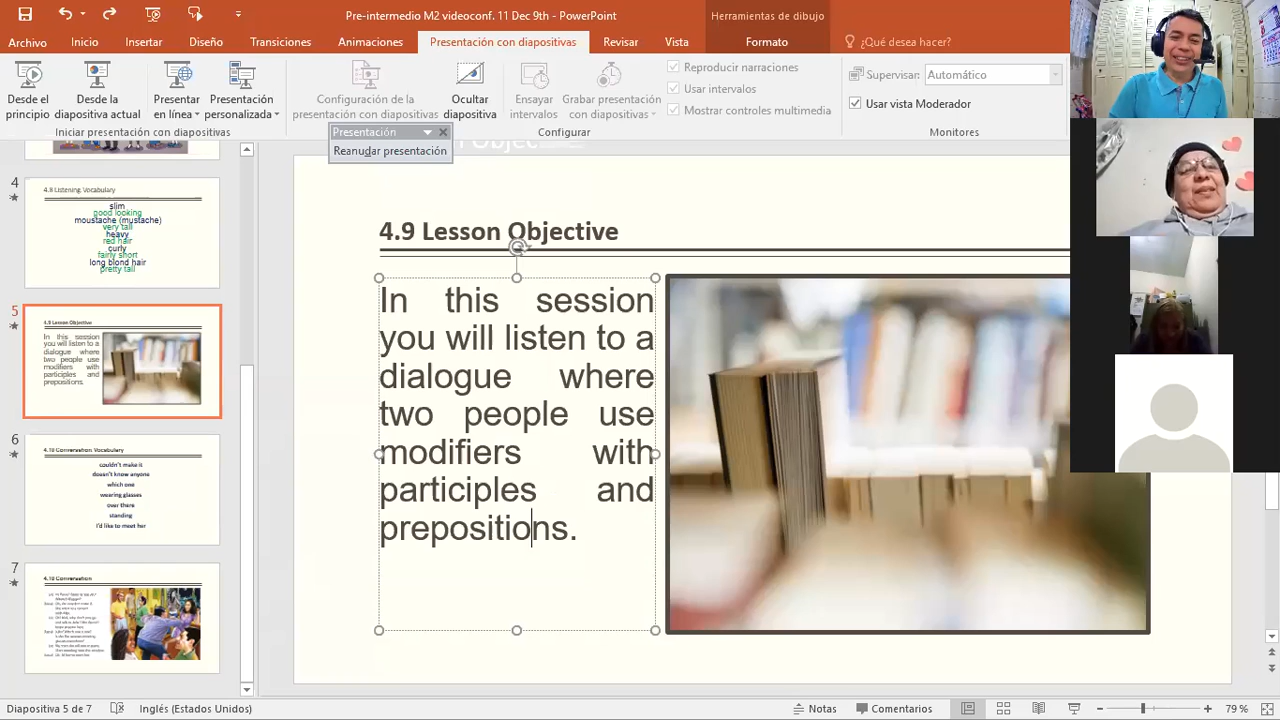 Pre-intermedio M2 videoconf. 11 Dec 9th - PowerPoint
Herramientas de dibujo
Archivo
Inicio
Insertar
Diseño
Transiciones
Animaciones
Presentación con diapositivas
Revisar
Vista
Formato
¿Qué desea hacer?
Desde el principio
Desde la diapositiva actual
Presentar en línea
Presentación personalizada
Iniciar presentación con diapositivas
Configuración de la presentación con diapositivas
Ocultar diapositiva
Ensayar intervalos
Grabar presentación con diapositivas
Reproducir narraciones
Usar intervalos
Mostrar controles multimedia
Configurar
Supervisar:
Automático
Usar vista Moderador
Monitores
Presentación
Reanudar presentación
4
4.9 Listening. Vocabulary
slim
good looking
moustache (mustache)
very tall
heavy
red hair
curly
fairly short
long blond hair
pretty tall
5
4.9 Lesson Objective
In this session
you will listen to a
dialogue where
two people use
modifiers with
participles and
prepositions.
6
4.10 Conversation. Vocabulary
couldn't make it
doesn't know anyone
which one
wearing glasses
over there
standing
I'd like to meet her
7
4.10 Conversation
4.9 Lesson Objective
In this session
you will listen to a
dialogue where
two people use
modifiers with
participles and
prepositions.
Diapositiva 5 de 7
Inglés (Estados Unidos)
Notas
Comentarios
79 %